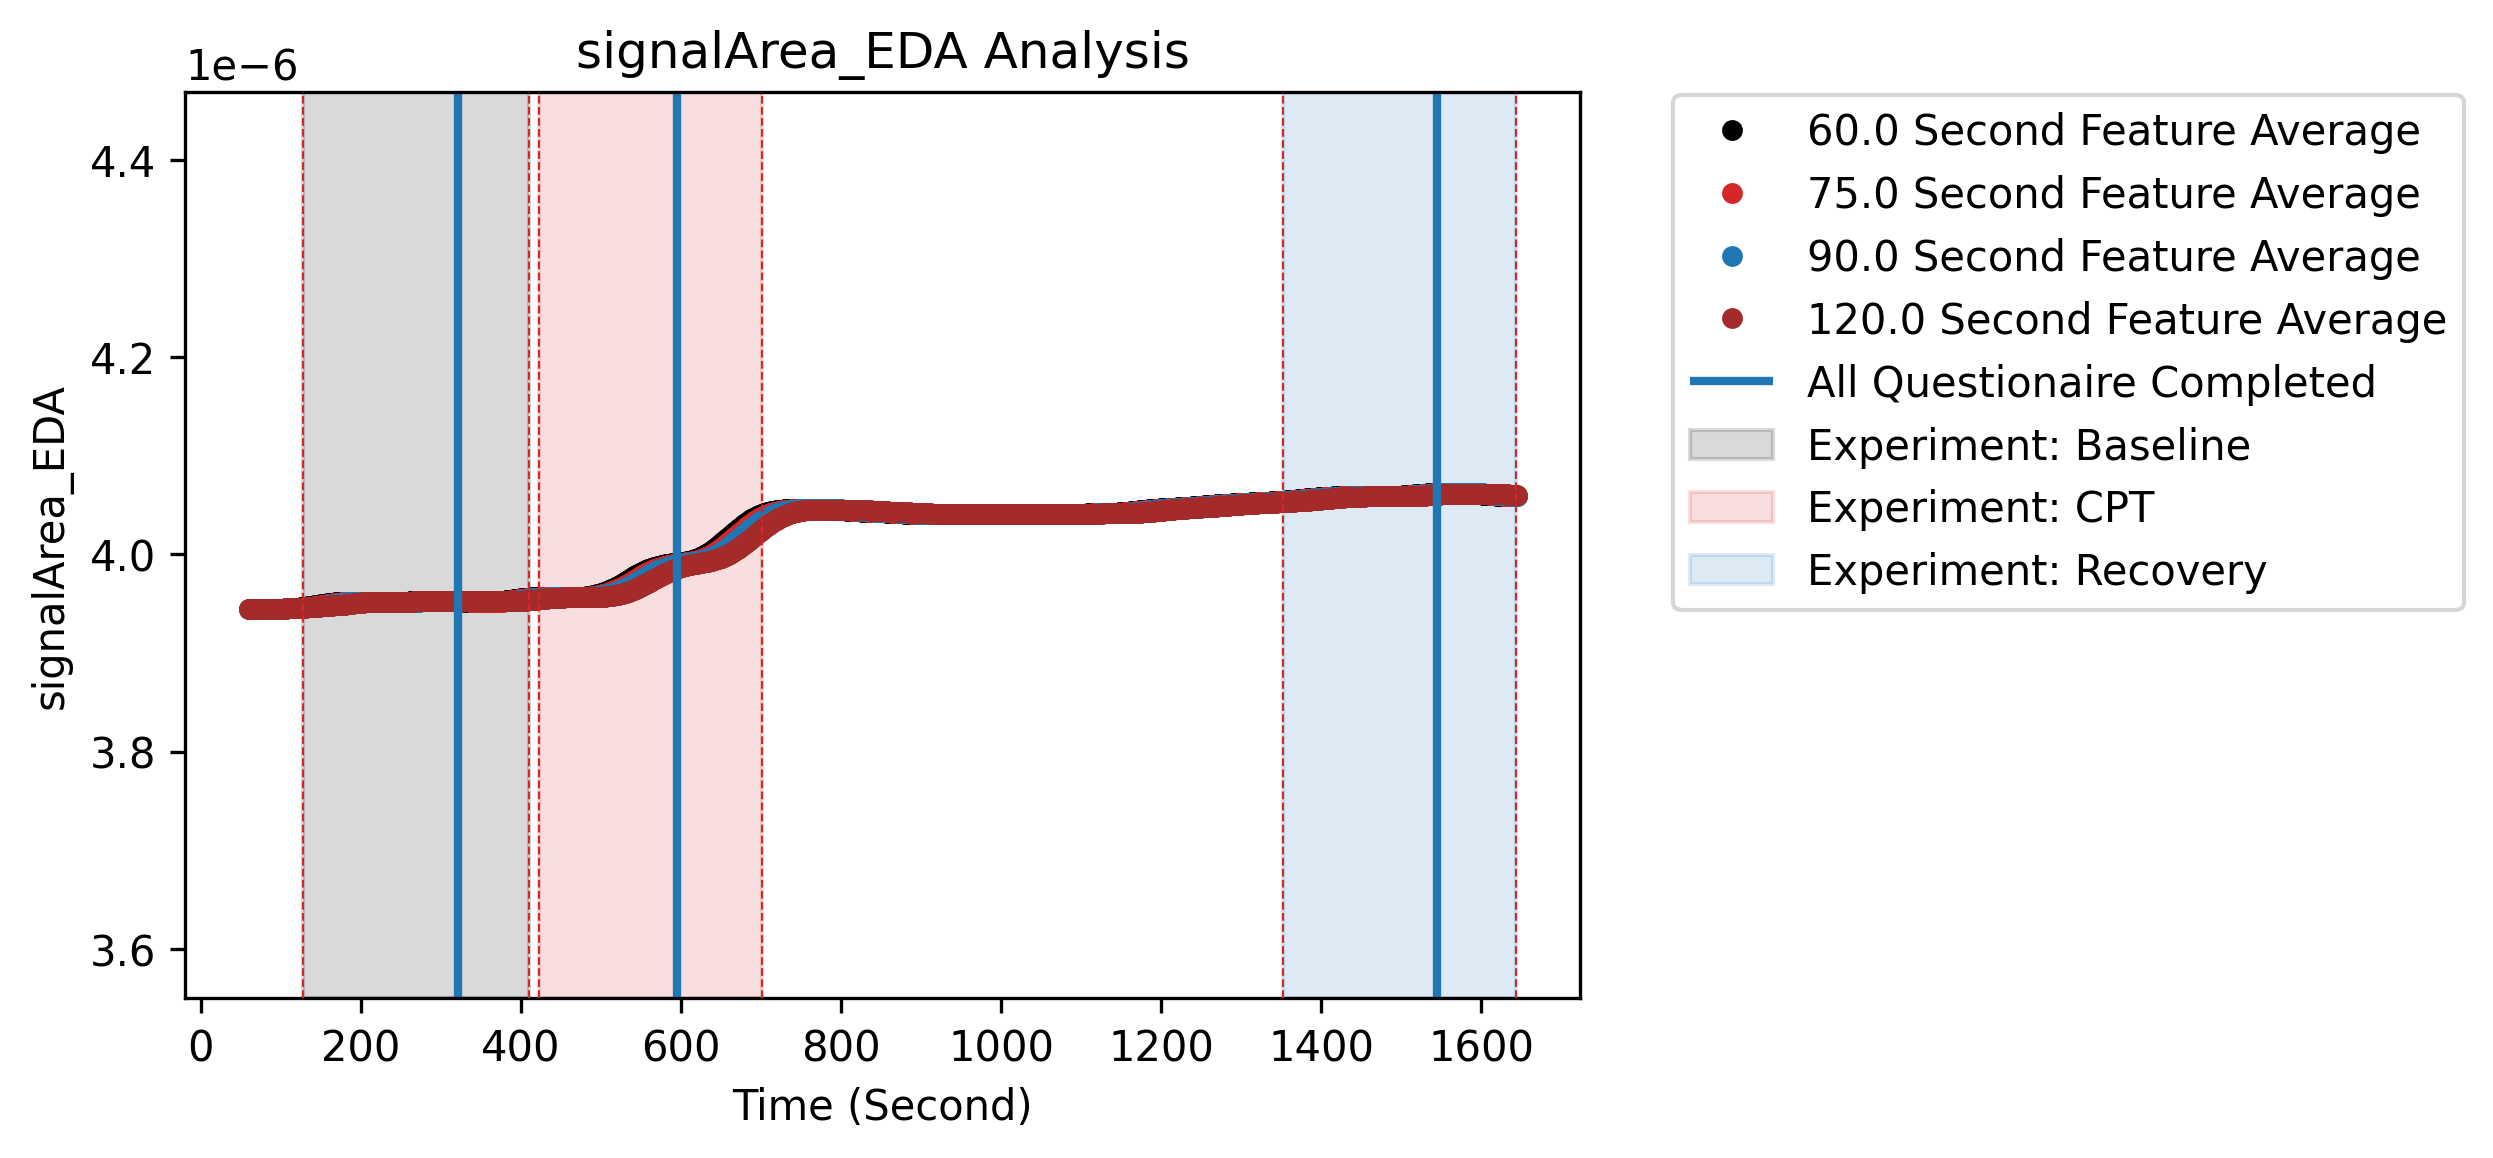 signalArea_EDA Analysis
1e−6
4.4
4.2
4.0
3.8
3.6
signalArea_EDA
0 200 400 600 800 1000 1200 1400 1600
Time (Second)
60.0 Second Feature Average
75.0 Second Feature Average
90.0 Second Feature Average
120.0 Second Feature Average
All Questionaire Completed
Experiment: Baseline
Experiment: CPT
Experiment: Recovery